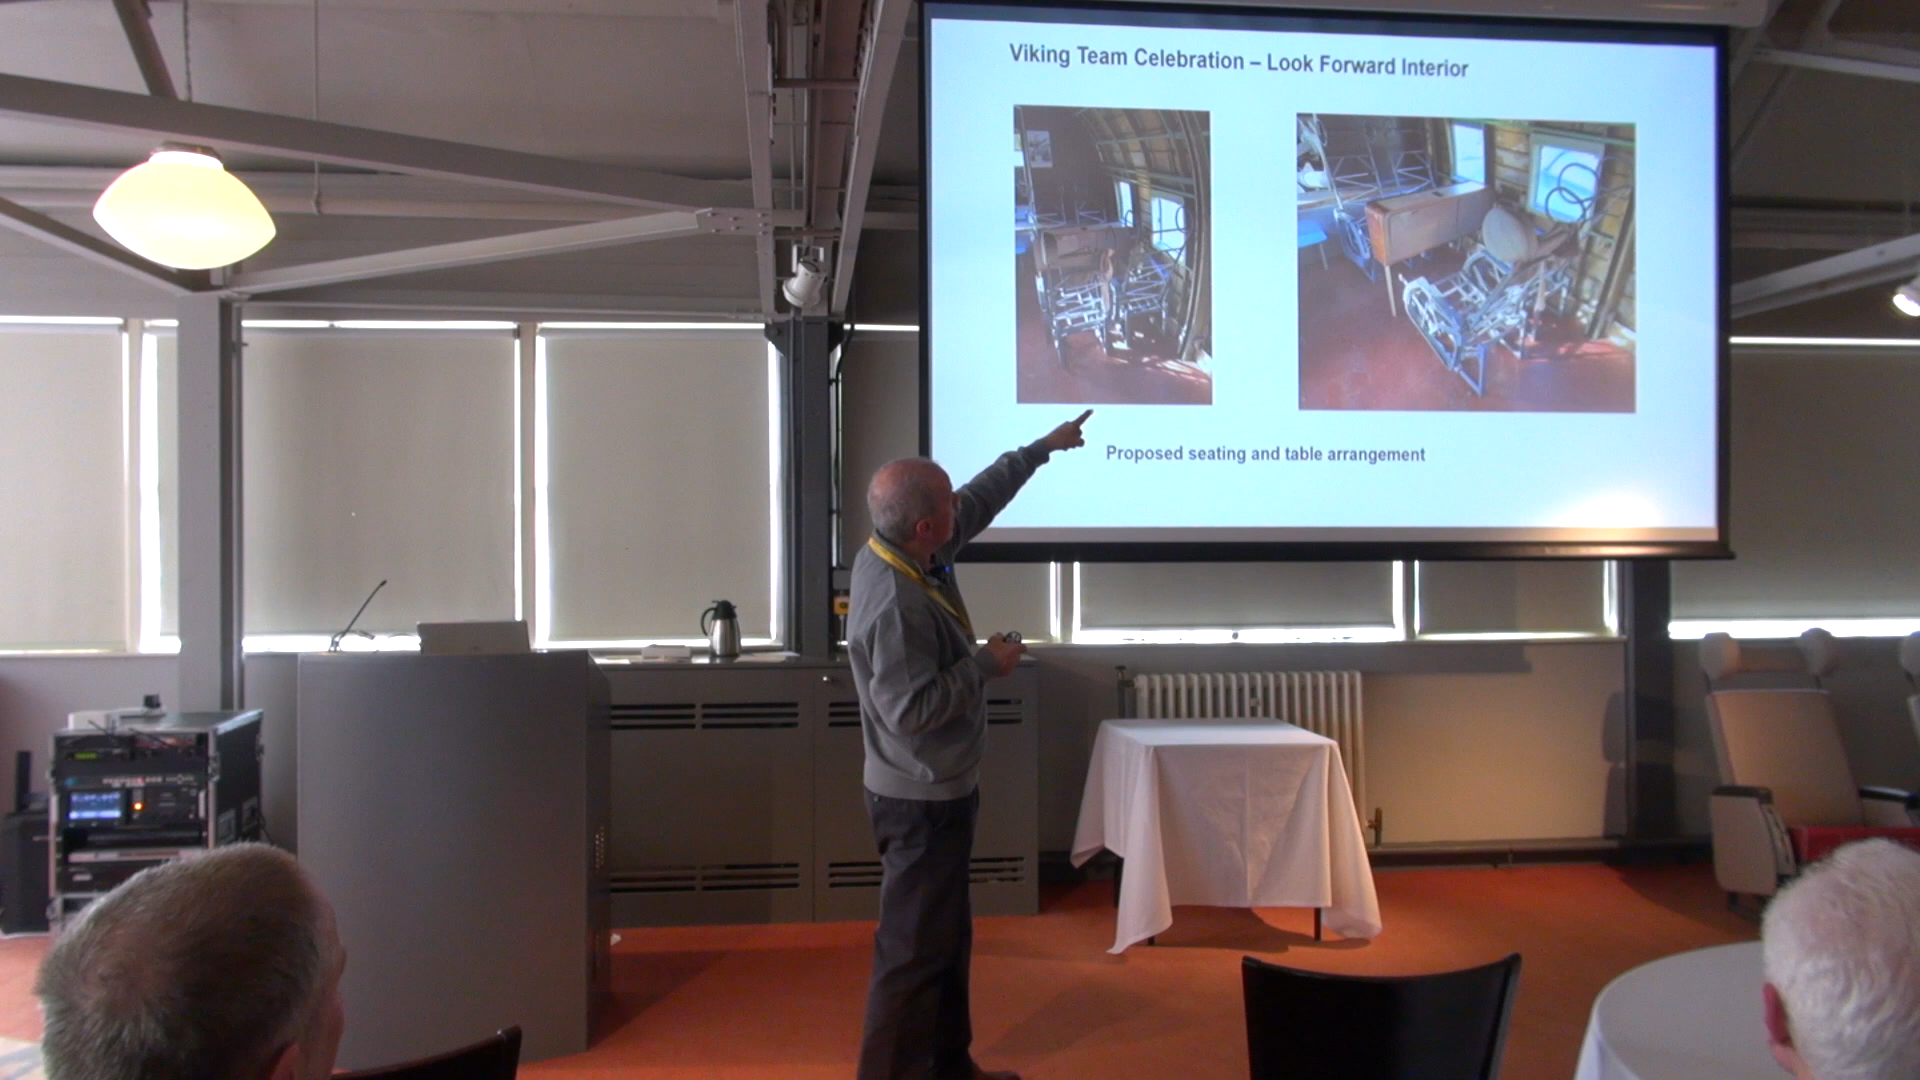 Viking Team Celebration – Look Forward Interior
Proposed seating and table arrangement